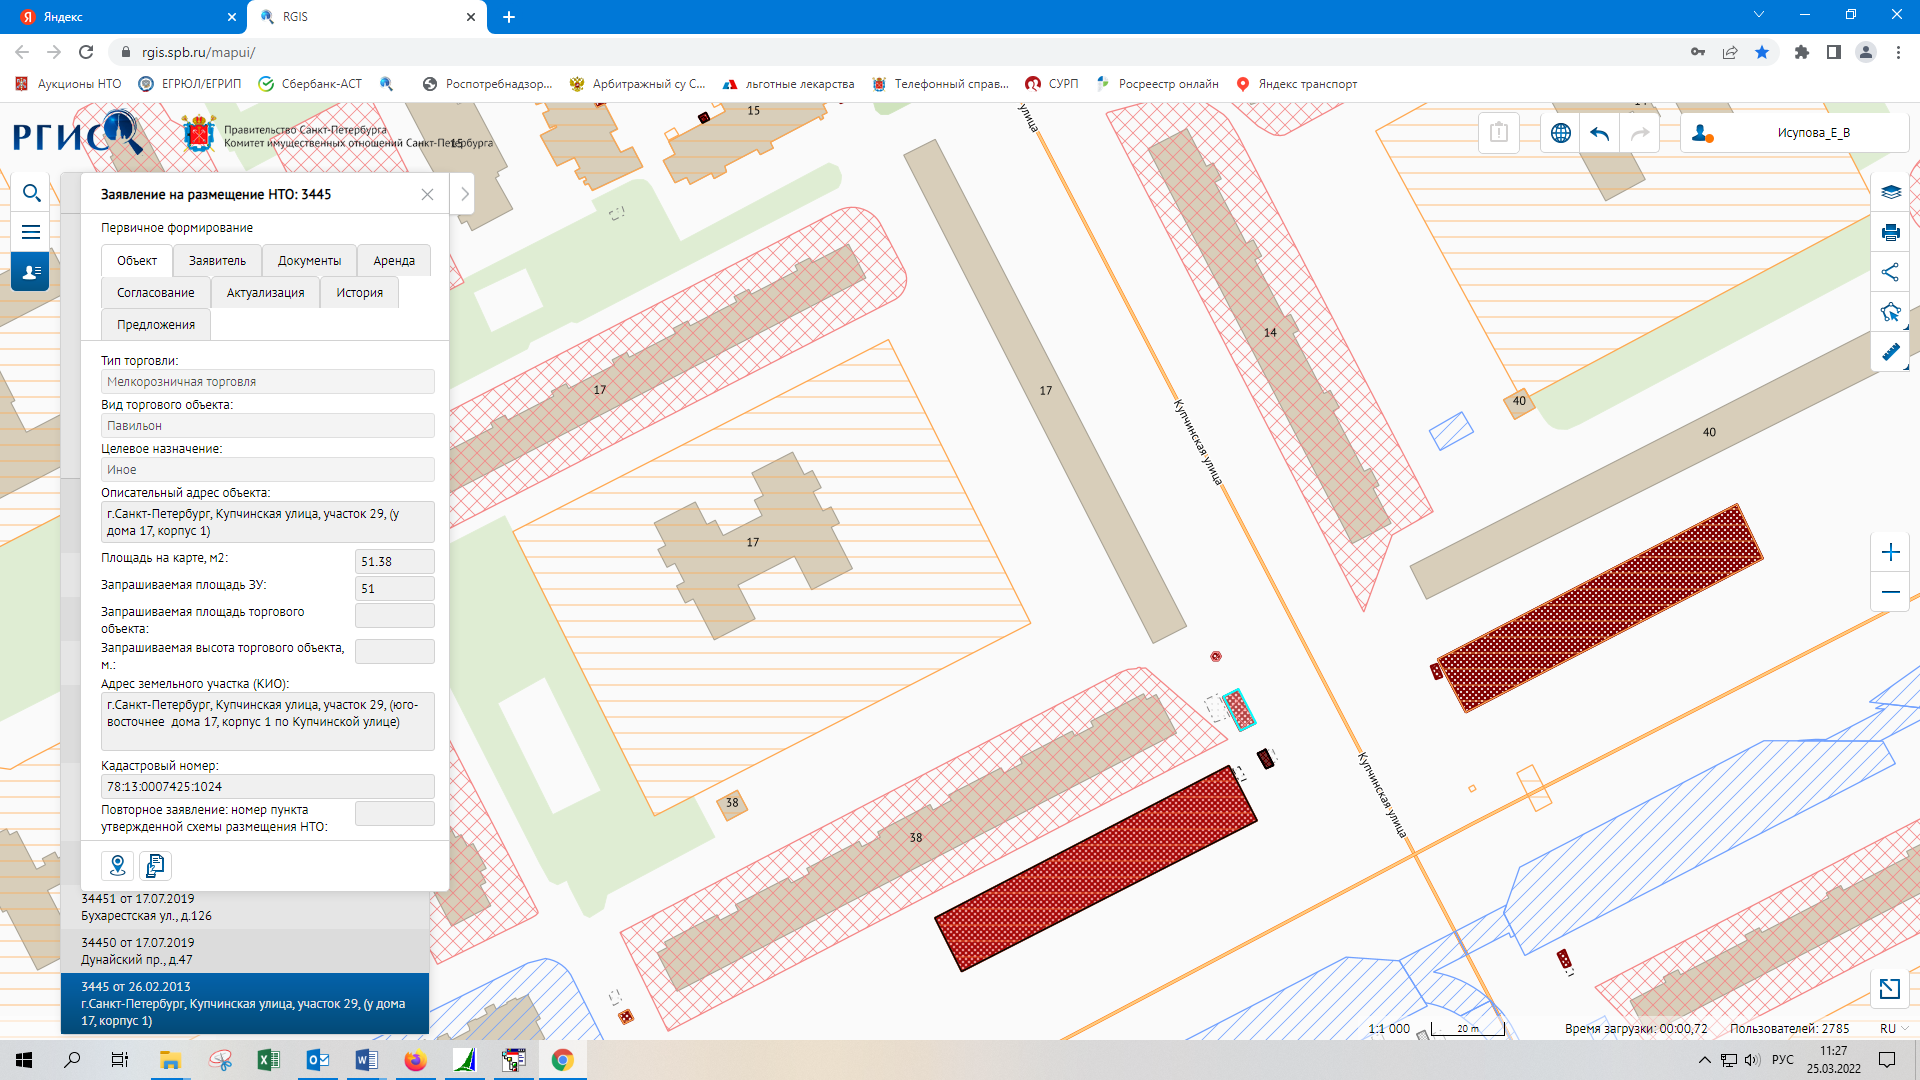 Яндекс
RGIS
rgis.spb.ru/mapui/
Аукционы НТО
ЕГРЮЛ/ЕГРИП
Сбербанк-АСТ
Роспотребнадзор...
Арбитражный су С...
льготные лекарства
Телефонный справ...
СУРП
Росреестр онлайн
Яндекс транспорт
РГИС
Правительство Санкт-Петербурга
Комитет имущественных отношений Санкт-Петербурга
Исупова_Е_В
Заявление на размещение НТО: 3445
Первичное формирование
Объект
Заявитель
Документы
Аренда
Согласование
Актуализация
История
Предложения
Тип торговли:
Мелкорозничная торговля
Вид торгового объекта:
Павильон
Целевое назначение:
Иное
Описательный адрес объекта:
г.Санкт-Петербург, Купчинская улица, участок 29, (у
дома 17, корпус 1)
Площадь на карте, м2:
51.38
Запрашиваемая площадь ЗУ:
51
Запрашиваемая площадь торгового
объекта:
Запрашиваемая высота торгового объекта,
м.:
Адрес земельного участка (КИО):
г.Санкт-Петербург, Купчинская улица, участок 29, (юго-
восточнее дома 17, корпус 1 по Купчинской улице)
Кадастровый номер:
78:13:0007425:1024
Повторное заявление: номер пункта
утвержденной схемы размещения НТО:
34451 от 17.07.2019
Бухарестская ул., д.126
34450 от 17.07.2019
Дунайский пр., д.47
3445 от 26.02.2013
г.Санкт-Петербург, Купчинская улица, участок 29, (у дома
17, корпус 1)
15
15
14
улица
17
17
14
17
40
40
Купчинская улица
38
38
Купчинская улица
1:1 000
20 m
Время загрузки: 00:00,72
Пользователей: 2785
RU
РУС
11:27
25.03.2022